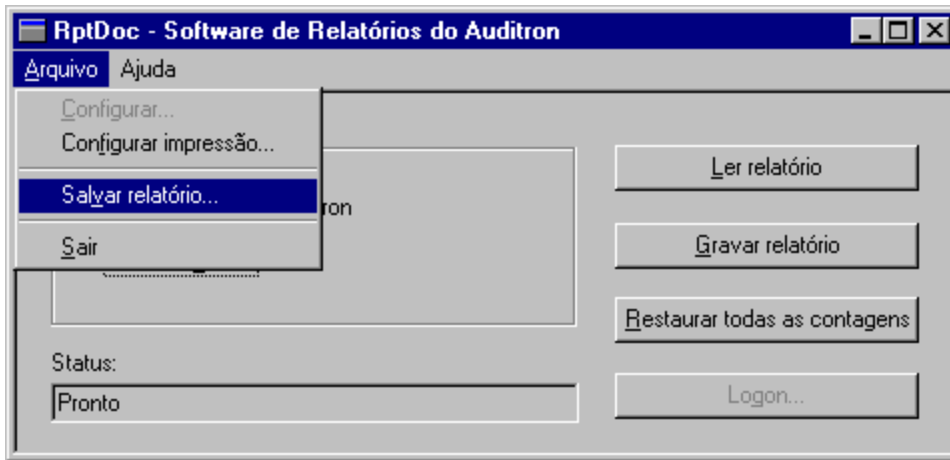 RptDoc - Software de Relatórios do Auditron
Arquivo Ajuda
Configurar...
Configurar impressão...
Salvar relatório...
Sair
ron
Ler relatório
Gravar relatório
Restaurar todas as contagens
Logon...
Status:
Pronto